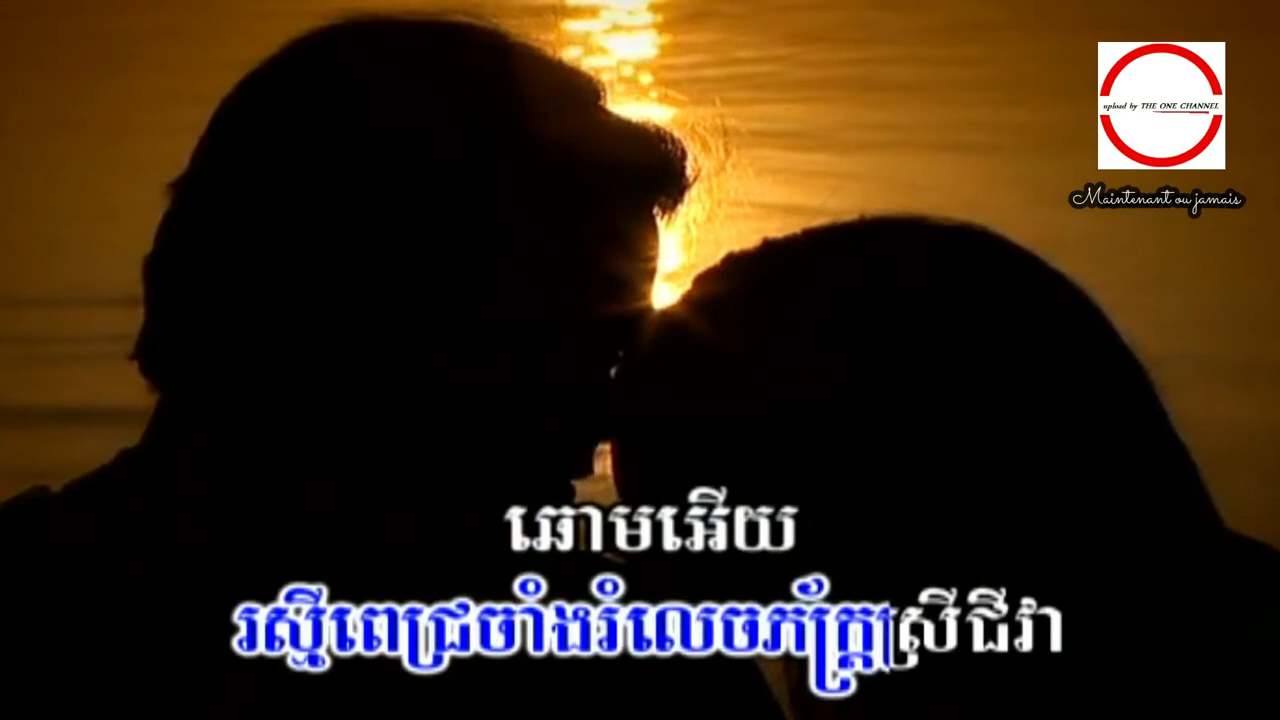 upload by THE ONE CHANNEL
Maintenant ou jamais
ឆោមអើយ
រស្មីពេជ្រចាំងរំលេចភ័ក្ត្រស្រីជីវា